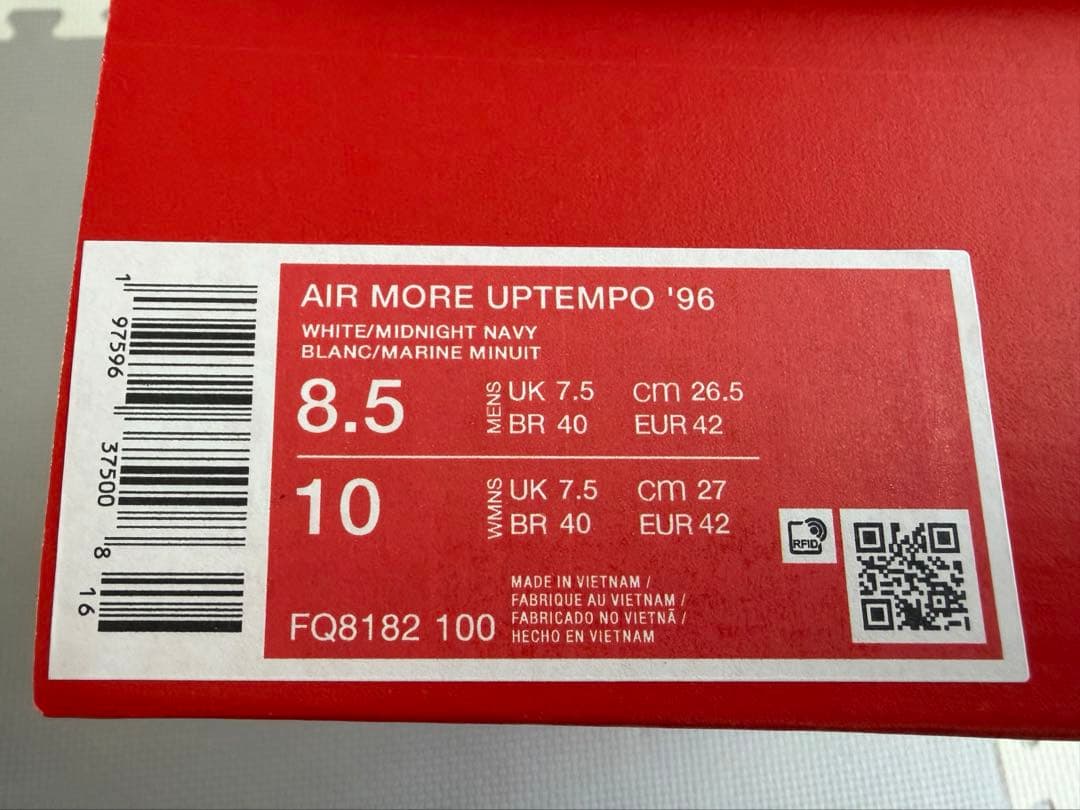 AIR MORE UPTEMPO '96
WHITE/MIDNIGHT NAVY
BLANC/MARINE MINUIT
8.5
MENS
UK 7.5 cm 26.5
BR 40 EUR 42
10
WMNS
UK 7.5 cm 27
BR 40 EUR 42
FQ8182 100
MADE IN VIETNAM /
FABRIQUE AU VIETNAM /
FABRICADO NO VIETNÃ /
HECHO EN VIETNAM
RFID
1 97596 37500 8 16